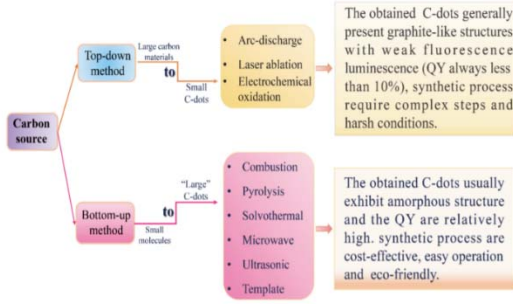 Carbon
source
Top-down
method
Large carbon
materials
to
Small
C-dots
• Arc-discharge
• Laser ablation
• Electrochemical
oxidation
The obtained C-dots generally
present graphite-like structures
with weak fluorescence
luminescence (QY always less
than 10%), synthetic process
require complex steps and
harsh conditions.
Bottom-up
method
"Large"
C-dots
to
Small
molecules
• Combustion
• Pyrolysis
• Solvothermal
• Microwave
• Ultrasonic
• Template
The obtained C-dots usually
exhibit amorphous structure
and the QY are relatively
high. synthetic process are
cost-effective, easy operation
and eco-friendly.